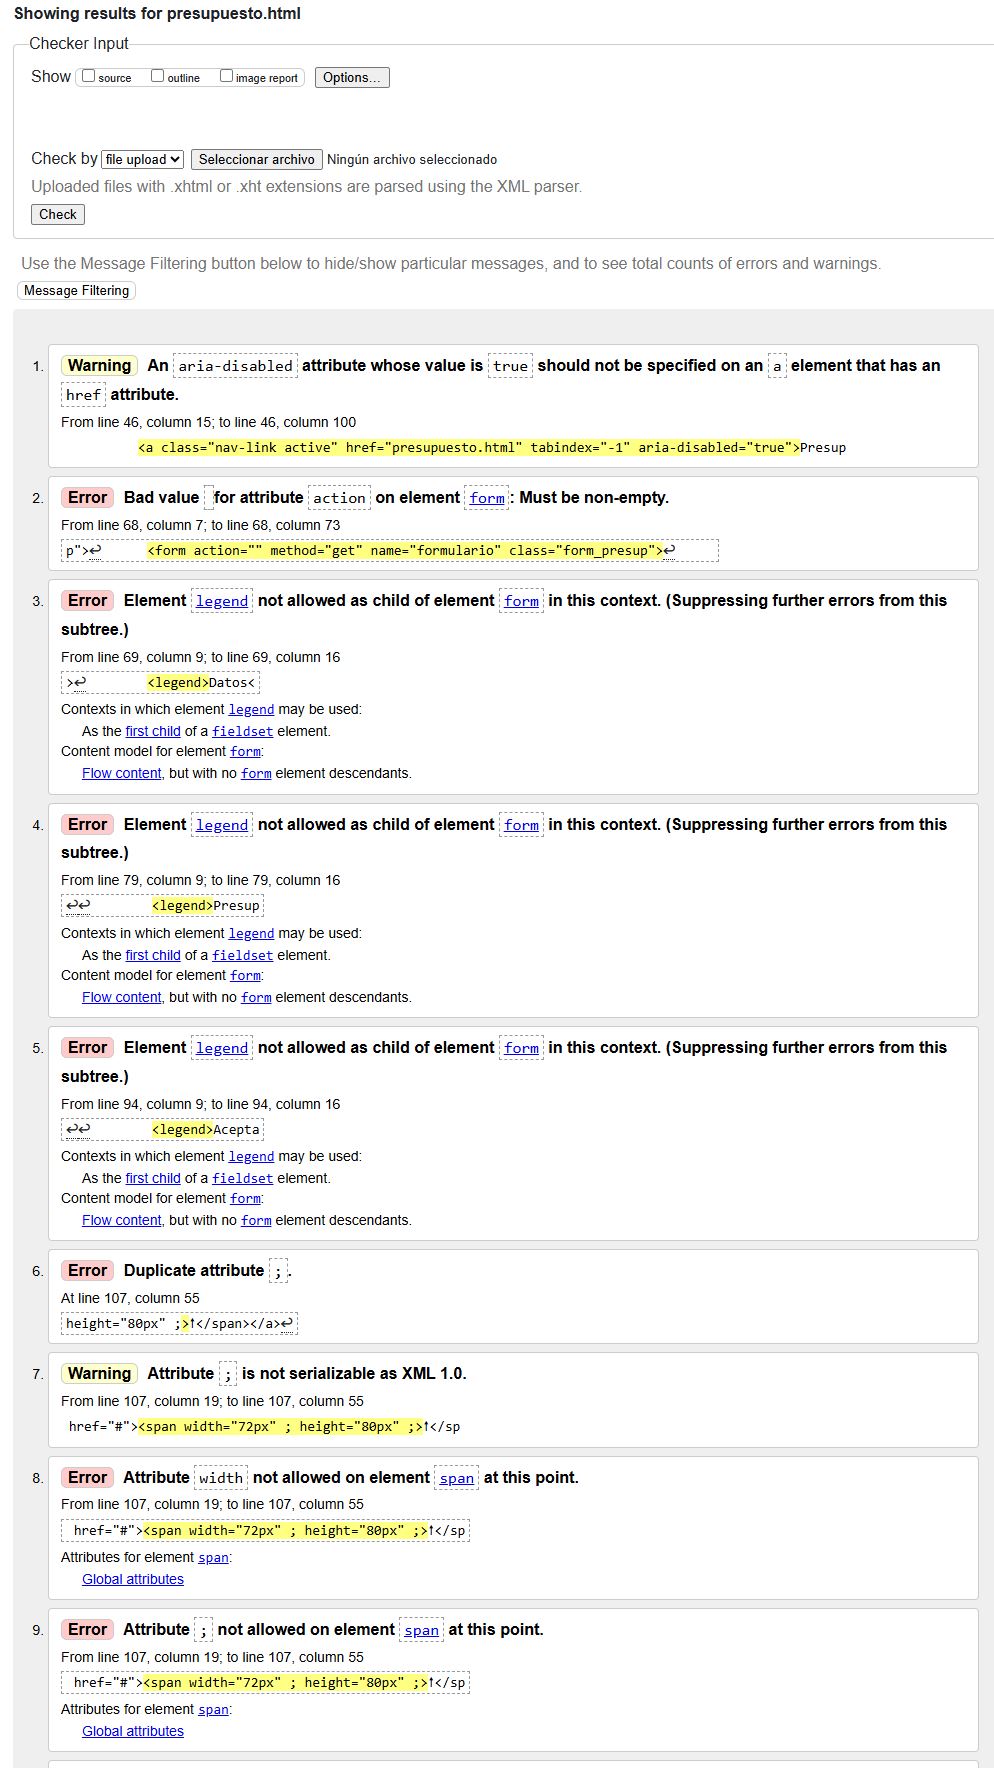 Showing results for presupuesto.html
Checker Input
Show source outline image report Options...
Check by file upload Seleccionar archivo Ningún archivo seleccionado
Uploaded files with .xhtml or .xht extensions are parsed using the XML parser.
Check
Use the Message Filtering button below to hide/show particular messages, and to see total counts of errors and warnings.
Message Filtering
1. Warning An aria-disabled attribute whose value is true should not be specified on an a element that has an
href attribute.
From line 46, column 15; to line 46, column 100
<a class="nav-link active" href="presupuesto.html" tabindex="-1" aria-disabled="true">Presup
2. Error Bad value for attribute action on element form: Must be non-empty.
From line 68, column 7; to line 68, column 73
p">↩ <form action="" method="get" name="formulario" class="form_presup">↩
3. Error Element legend not allowed as child of element form in this context. (Suppressing further errors from this
subtree.)
From line 69, column 9; to line 69, column 16
>↩ <legend>Datos<
Contexts in which element legend may be used:
As the first child of a fieldset element.
Content model for element form:
Flow content, but with no form element descendants.
4. Error Element legend not allowed as child of element form in this context. (Suppressing further errors from this
subtree.)
From line 79, column 9; to line 79, column 16
↩↩ <legend>Presup
Contexts in which element legend may be used:
As the first child of a fieldset element.
Content model for element form:
Flow content, but with no form element descendants.
5. Error Element legend not allowed as child of element form in this context. (Suppressing further errors from this
subtree.)
From line 94, column 9; to line 94, column 16
↩↩ <legend>Acepta
Contexts in which element legend may be used:
As the first child of a fieldset element.
Content model for element form:
Flow content, but with no form element descendants.
6. Error Duplicate attribute ;.
At line 107, column 55
height="80px" ;>↑</span></a>↩
7. Warning Attribute ; is not serializable as XML 1.0.
From line 107, column 19; to line 107, column 55
href="#"><span width="72px" ; height="80px" ;>↑</sp
8. Error Attribute width not allowed on element span at this point.
From line 107, column 19; to line 107, column 55
href="#"><span width="72px" ; height="80px" ;>↑</sp
Attributes for element span:
Global attributes
9. Error Attribute ; not allowed on element span at this point.
From line 107, column 19; to line 107, column 55
href="#"><span width="72px" ; height="80px" ;>↑</sp
Attributes for element span:
Global attributes